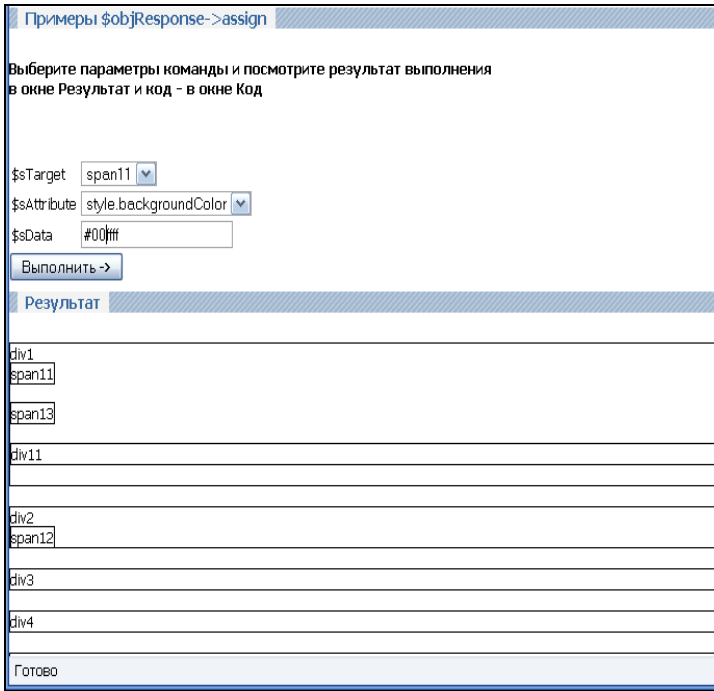 Примеры $objResponse->assign
Выберите параметры команды и посмотрите результат выполнения
в окне Результат и код - в окне Код
$sTarget span11
$sAttribute style.backgroundColor
$sData #00ffff
Выполнить ->
Результат
div1
span11
span13
div11
div2
span12
div3
div4
Готово